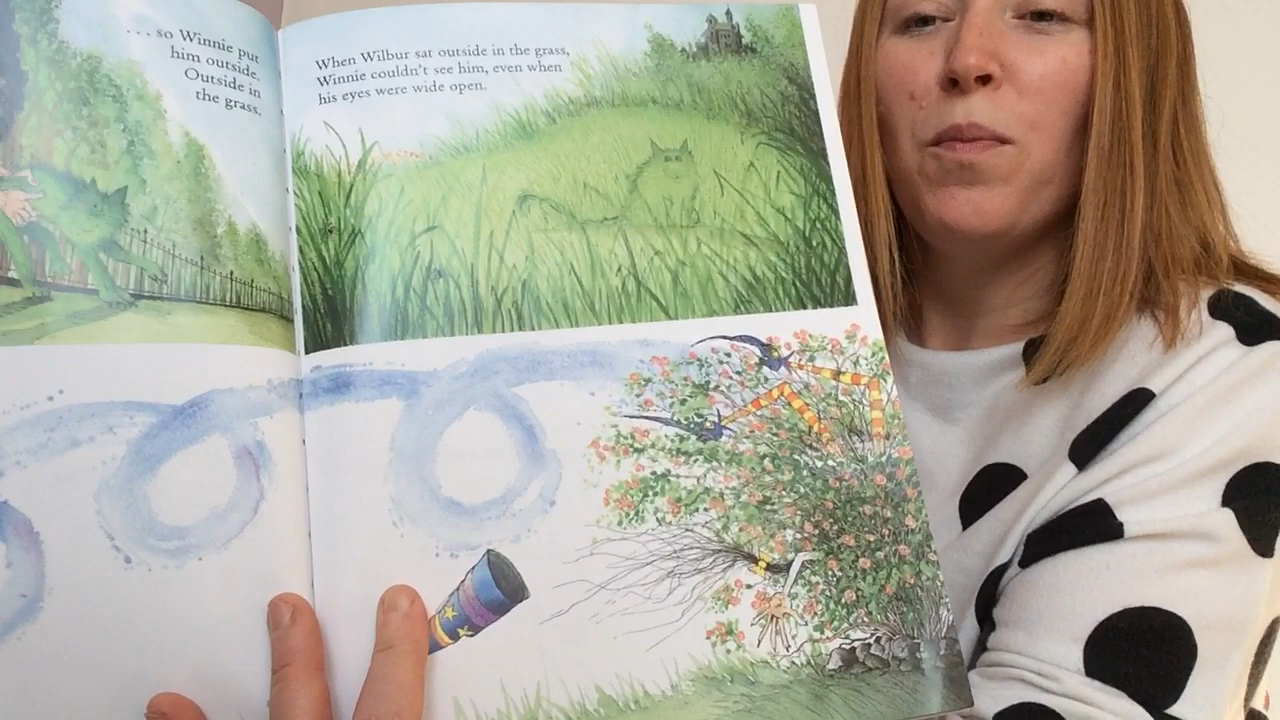 ... so Winnie put
him outside.
Outside in
the grass.
When Wilbur sat outside in the grass,
Winnie couldn't see him, even when
his eyes were wide open.